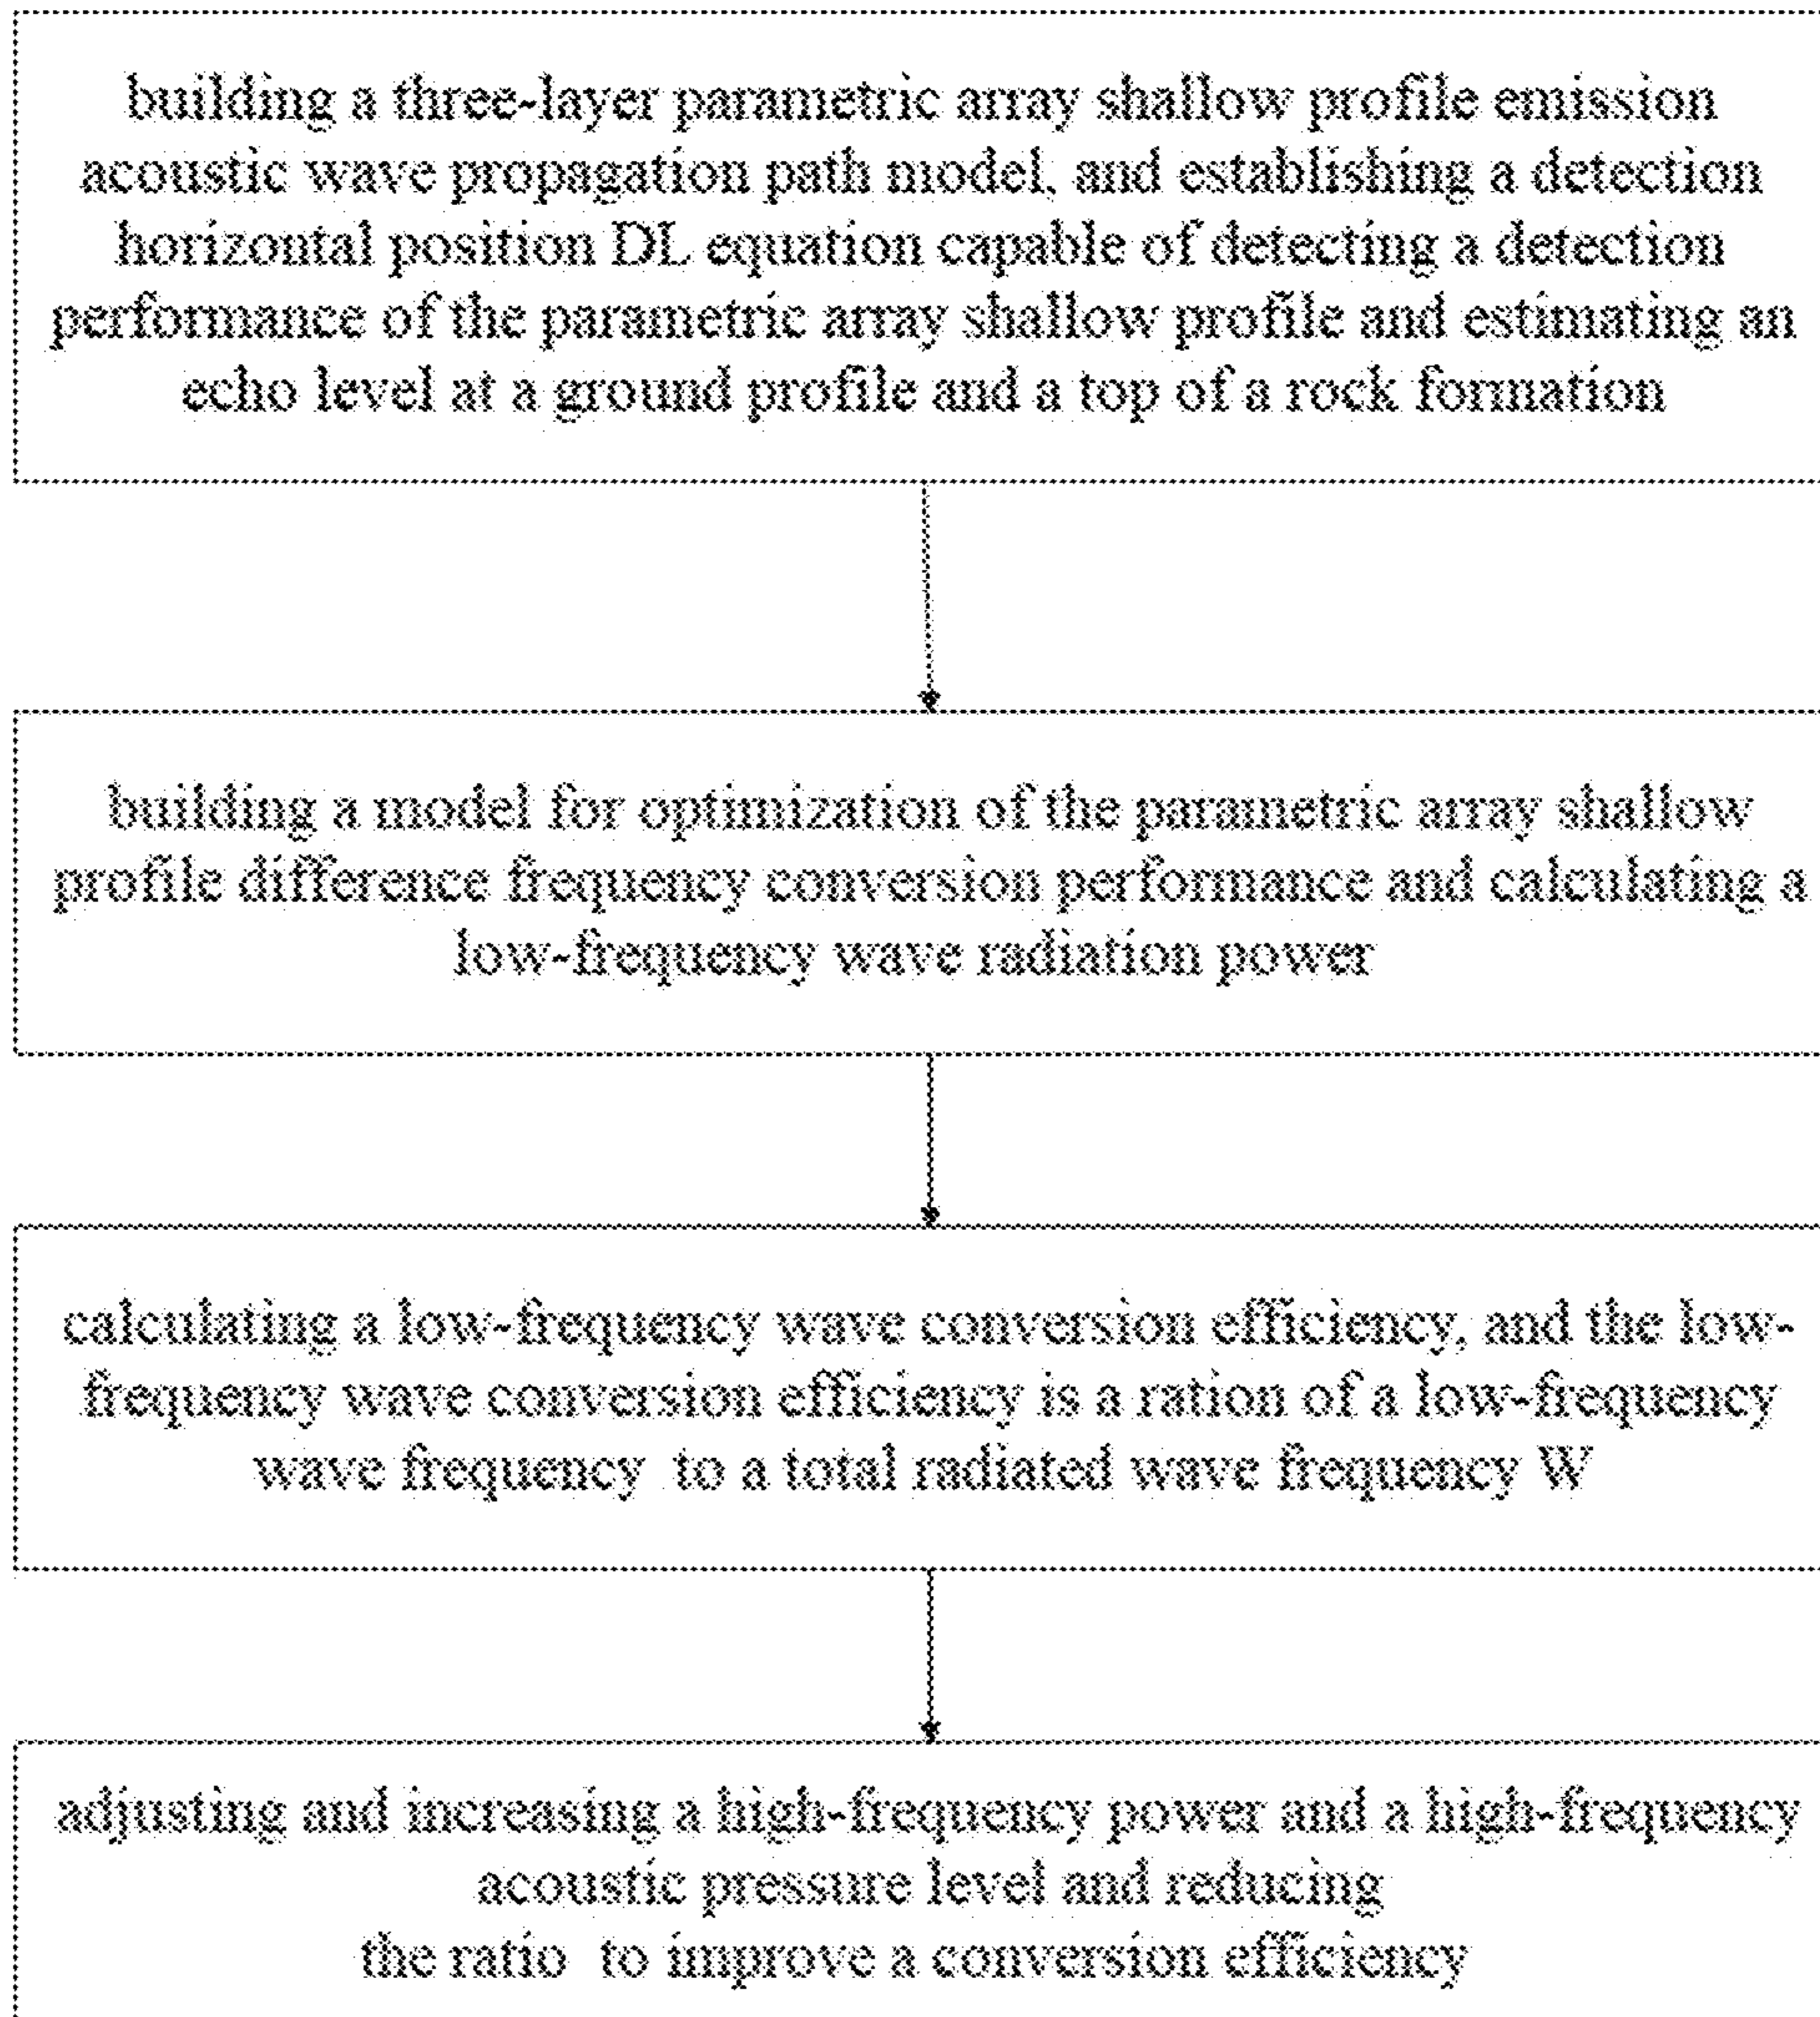 building a three-layer parametric array shallow profile emission
acoustic wave propagation path model, and establishing a detection
horizontal position DL equation capable of detecting a detection
performance of the parametric array shallow profile and estimating an
echo level at a ground profile and a top of a rock formation
building a model for optimization of the parametric array shallow
profile difference frequency conversion performance and calculating a
low-frequency wave radiation power
calculating a low-frequency wave conversion efficiency, and the low-
frequency wave conversion efficiency is a ration of a low-frequency
wave frequency to a total radiated wave frequency W
adjusting and increasing a high-frequency power and a high-frequency
acoustic pressure level and reducing
the ratio to improve a conversion efficiency